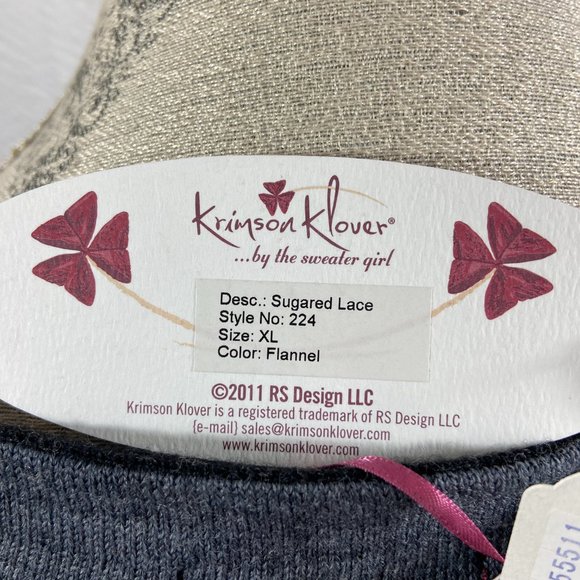 Krimson Klover®
...by the sweater girl
Desc.: Sugared Lace
Style No: 224
Size: XL
Color: Flannel
©2011 RS Design LLC
Krimson Klover is a registered trademark of RS Design LLC
{e-mail} sales@krimsonklover.com
www.krimsonklover.com
55511